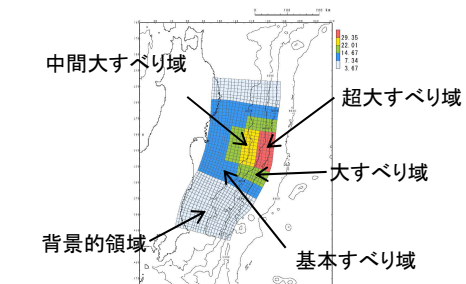 29.35
22.01
14.67
7.34
3.67
中間大すべり域
超大すべり域
大すべり域
背景的領域
基本すべり域